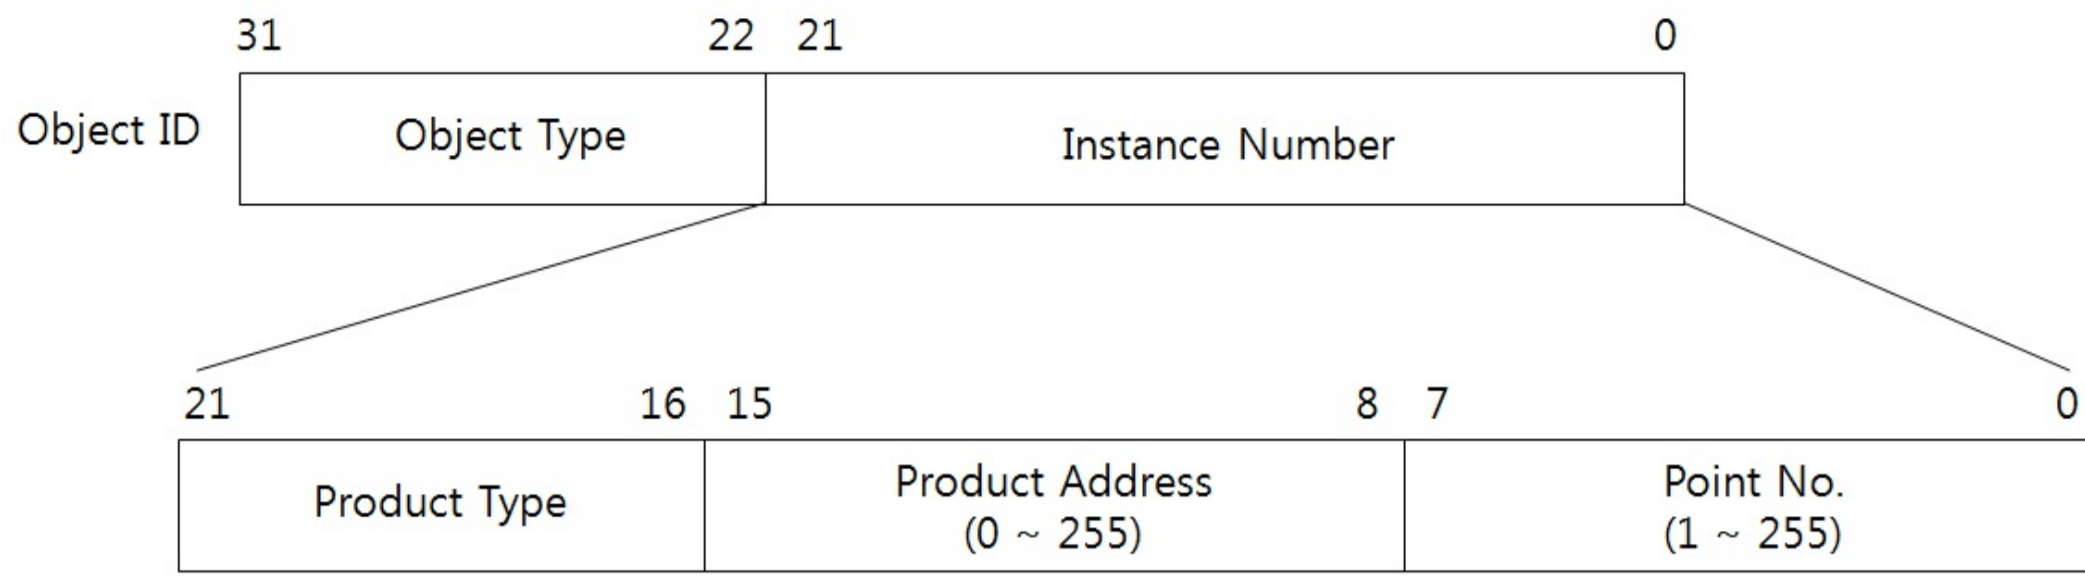 31 22 21 0
Object ID Object Type Instance Number
21 16 15 8 7 0
Product Type Product Address Point No.
(0 ~ 255) (1 ~ 255)